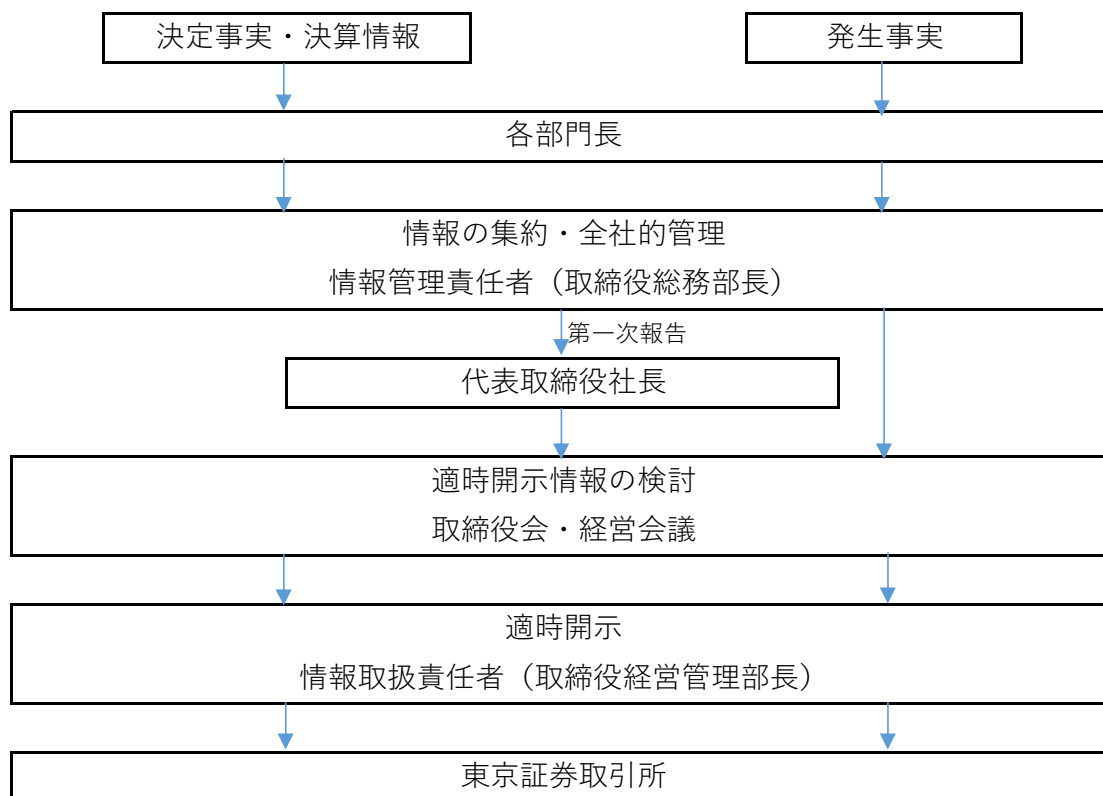 決定事実・決算情報
発生事実
各部門長
情報の集約・全社的管理
情報管理責任者（取締役総務部長）
第一次報告
代表取締役社長
適時開示情報の検討
取締役会・経営会議
適時開示
情報取扱責任者（取締役経営管理部長）
東京証券取引所